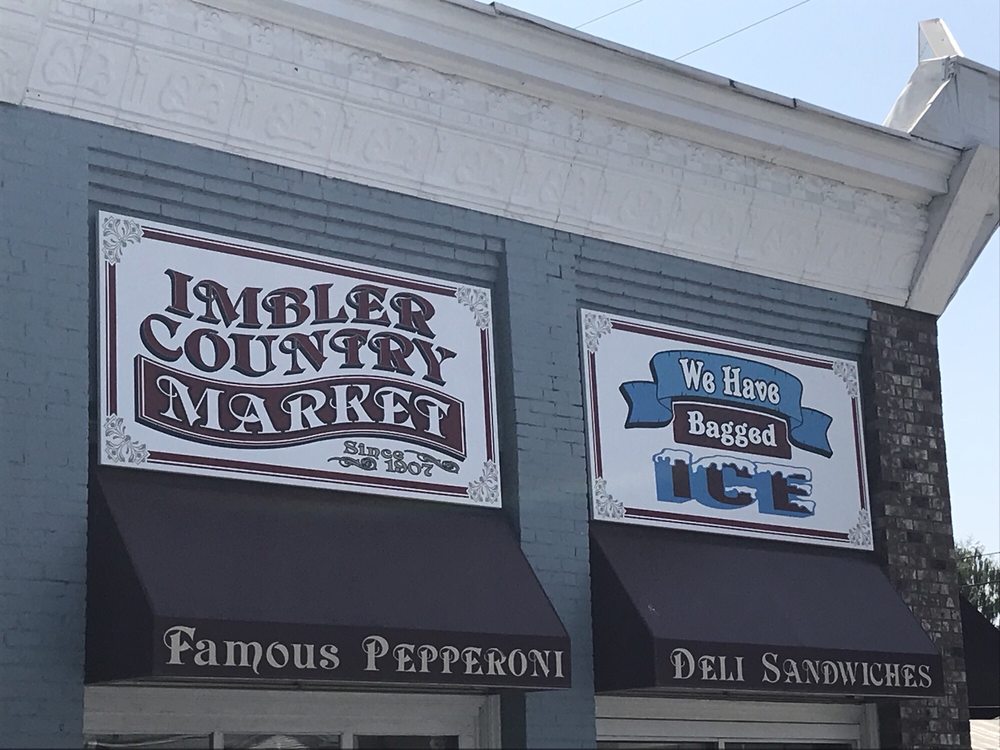 IMBLER
COUNTRY
MARKET
Since
1907
We Have
Bagged
ICE
FAMOUS PEPPERONI
DELI SANDWICHES